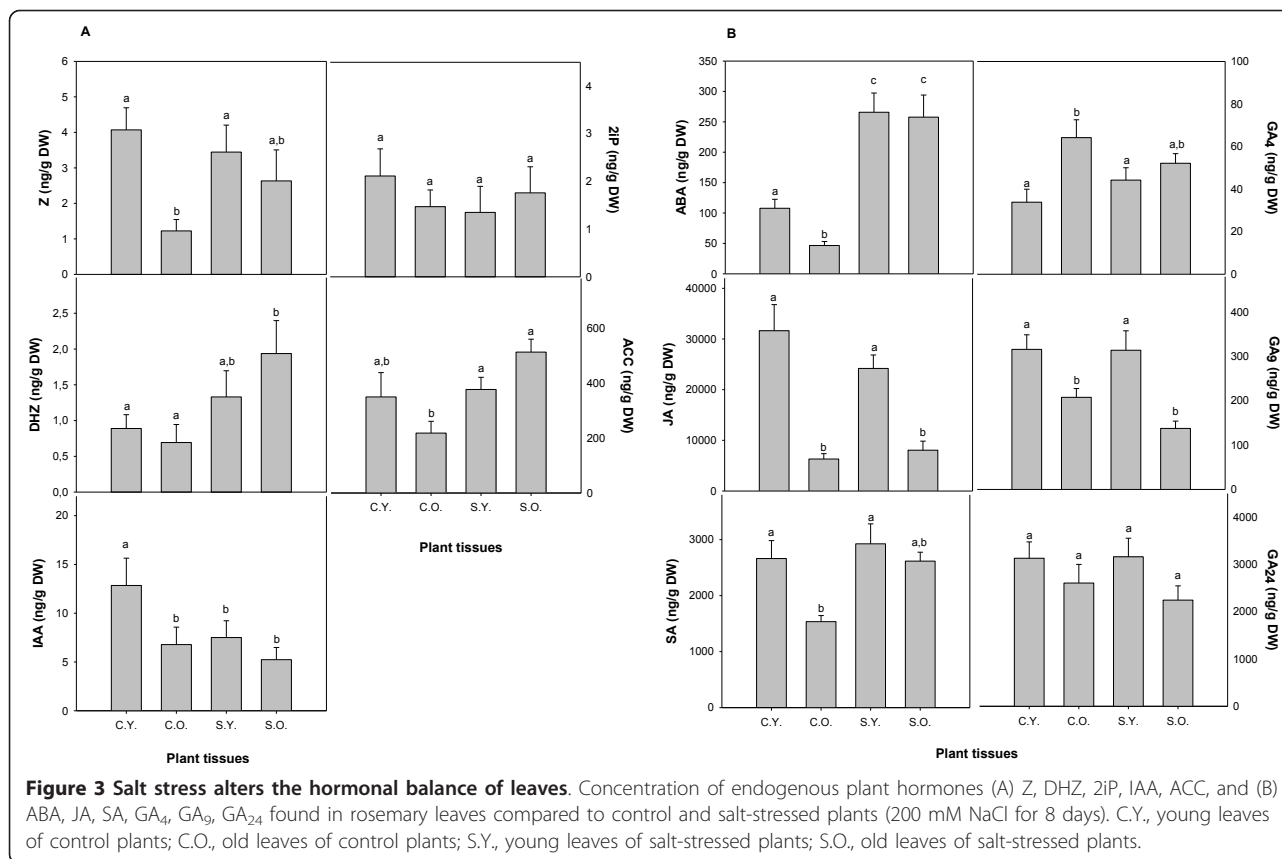 A
B
6
5
4
3
2
1
0
Z (ng/g DW)
a
b
a
a,b
4
3
2
1
0
2iP (ng/g DW)
a
a
a
a
350
300
250
200
150
100
50
0
ABA (ng/g DW)
a
b
c
c
100
80
60
40
20
0
GA4 (ng/g DW)
a
b
a
a,b
2,5
2,0
1,5
1,0
0,5
0,0
DHZ (ng/g DW)
a
a
a,b
b
600
400
200
0
ACC (ng/g DW)
a,b
b
a
a
C.Y. C.O. S.Y. S.O.
Plant tissues
40000
30000
20000
10000
0
JA (ng/g DW)
a
b
a
b
400
300
200
100
0
GA9 (ng/g DW)
a
b
a
b
20
15
10
5
0
IAA (ng/g DW)
a
b
b
b
C.Y. C.O. S.Y. S.O.
Plant tissues
3000
2000
1000
0
SA (ng/g DW)
a
b
a
a,b
C.Y. C.O. S.Y. S.O.
4000
3000
2000
1000
0
GA24 (ng/g DW)
a
a
a
a
C.Y. C.O. S.Y. S.O.
Plant tissues
Figure 3 Salt stress alters the hormonal balance of leaves. Concentration of endogenous plant hormones (A) Z, DHZ, 2iP, IAA, ACC, and (B)
ABA, JA, SA, GA4, GA9, GA24 found in rosemary leaves compared to control and salt-stressed plants (200 mM NaCl for 8 days). C.Y., young leaves
of control plants; C.O., old leaves of control plants; S.Y., young leaves of salt-stressed plants; S.O., old leaves of salt-stressed plants.